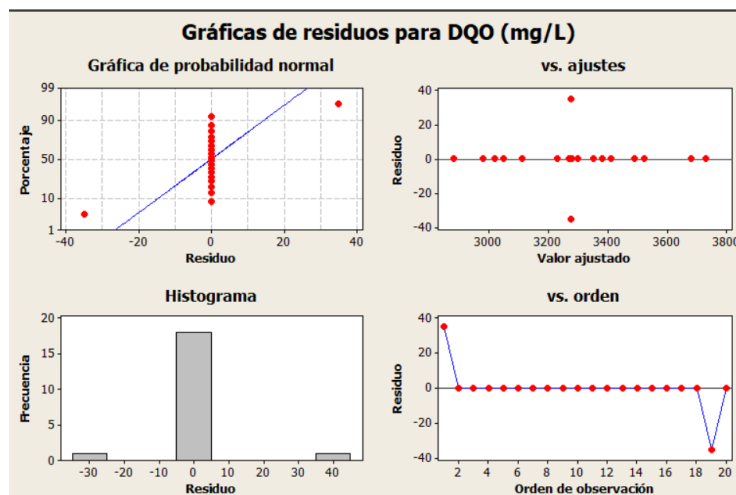 Gráficas de residuos para DQO (mg/L)
Gráfica de probabilidad normal
99
90
50
10
1
Porcentaje
-40 -20 0 20 40
Residuo
vs. ajustes
40
20
0
-20
-40
Residuo
3000 3200 3400 3600 3800
Valor ajustado
Histograma
20
15
10
5
0
Frecuencia
-30 -20 -10 0 10 20 30 40
Residuo
vs. orden
40
20
0
-20
-40
Residuo
2 4 6 8 10 12 14 16 18 20
Orden de observación